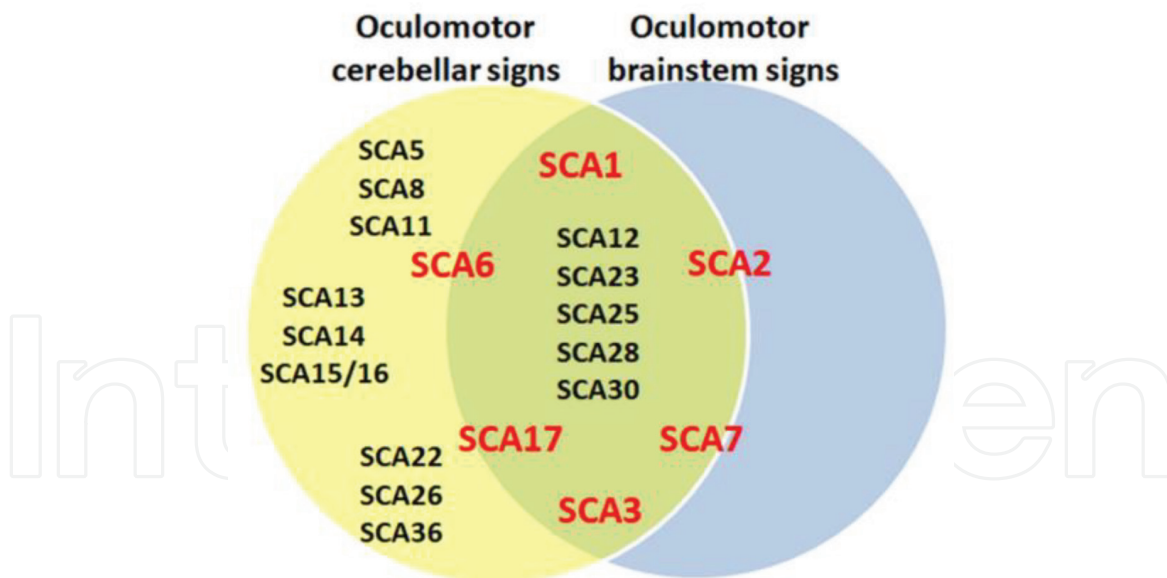 Oculomotor
cerebellar signs
Oculomotor
brainstem signs
SCA5
SCA8
SCA11
SCA13
SCA14
SCA15/16
SCA22
SCA26
SCA36
SCA6
SCA17
SCA1
SCA12
SCA23
SCA25
SCA28
SCA30
SCA3
SCA2
SCA7